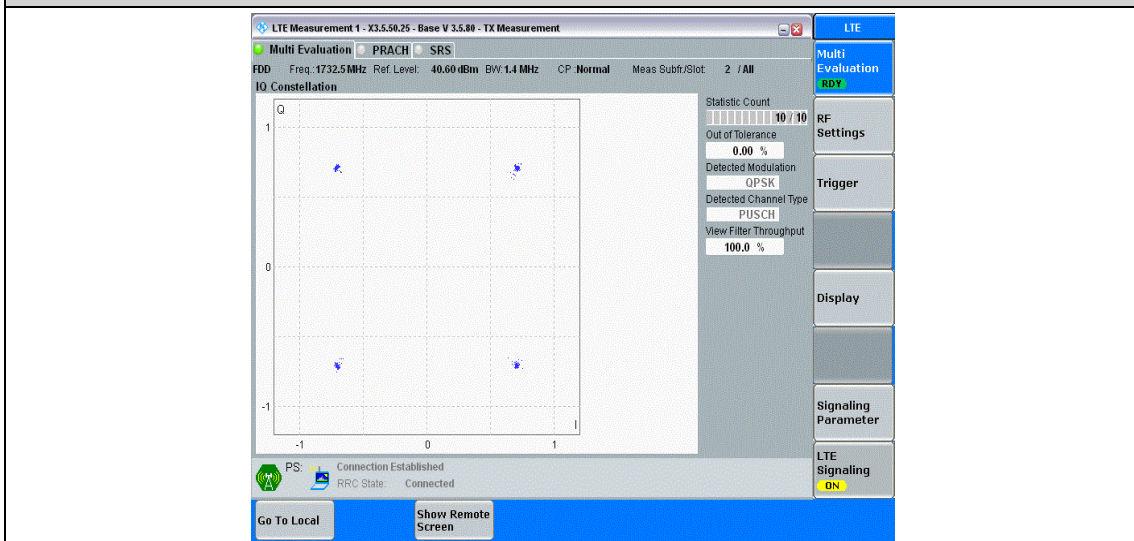 LTE Measurement 1 - X3.5.50.25 - Base V 3.5.80 - TX Measurement
LTE
Multi Evaluation PRACH SRS
FDD Freq.:1732.5 MHz Ref. Level: 40.60 dBm BW:1.4 MHz CP :Normal Meas Subfr./Slot: 2 / All
IQ Constellation
Q
1
0
-1
I
-1 0 1
Statistic Count
10 / 10
Out of Tolerance
0.00 %
Detected Modulation
QPSK
Detected Channel Type
PUSCH
View Filter Throughput
100.0 %
Multi
Evaluation
RDY
RF
Settings
Trigger
Display
Signaling
Parameter
LTE
Signaling
ON
PS: Connection Established
RRC State: Connected
Go To Local
Show Remote
Screen